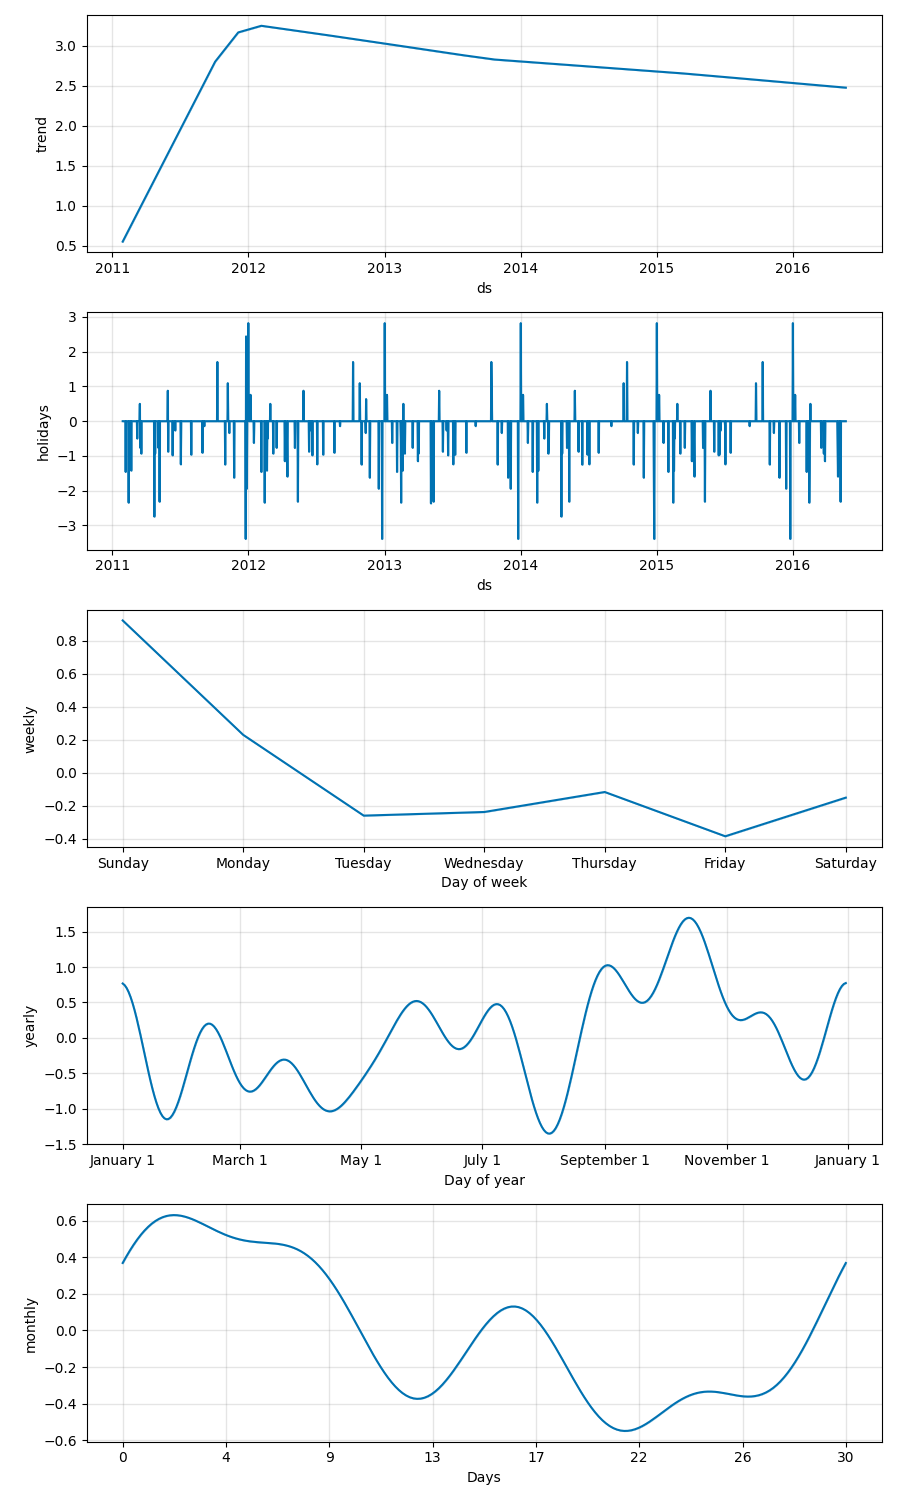 3.0
2.5
2.0
1.5
1.0
0.5
trend
2011 2012 2013 2014 2015 2016
ds
3
2
1
0
−1
−2
−3
holidays
2011 2012 2013 2014 2015 2016
ds
0.8
0.6
0.4
0.2
0.0
−0.2
−0.4
weekly
Sunday Monday Tuesday Wednesday Thursday Friday Saturday
Day of week
1.5
1.0
0.5
0.0
−0.5
−1.0
−1.5
yearly
January 1 March 1 May 1 July 1 September 1 November 1 January 1
Day of year
0.6
0.4
0.2
0.0
−0.2
−0.4
−0.6
monthly
0 4 9 13 17 22 26 30
Days